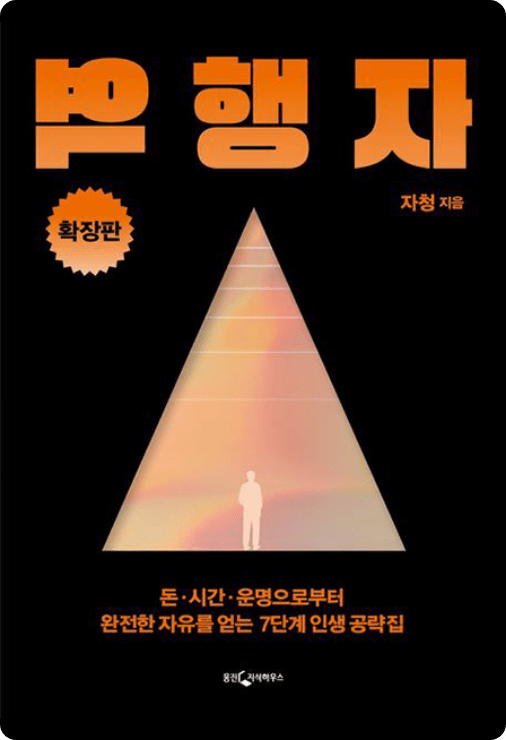 역행자
자청 지음
확장판
돈·시간·운명으로부터
완전한 자유를 얻는 7단계 인생 공략집
웅진 지식하우스